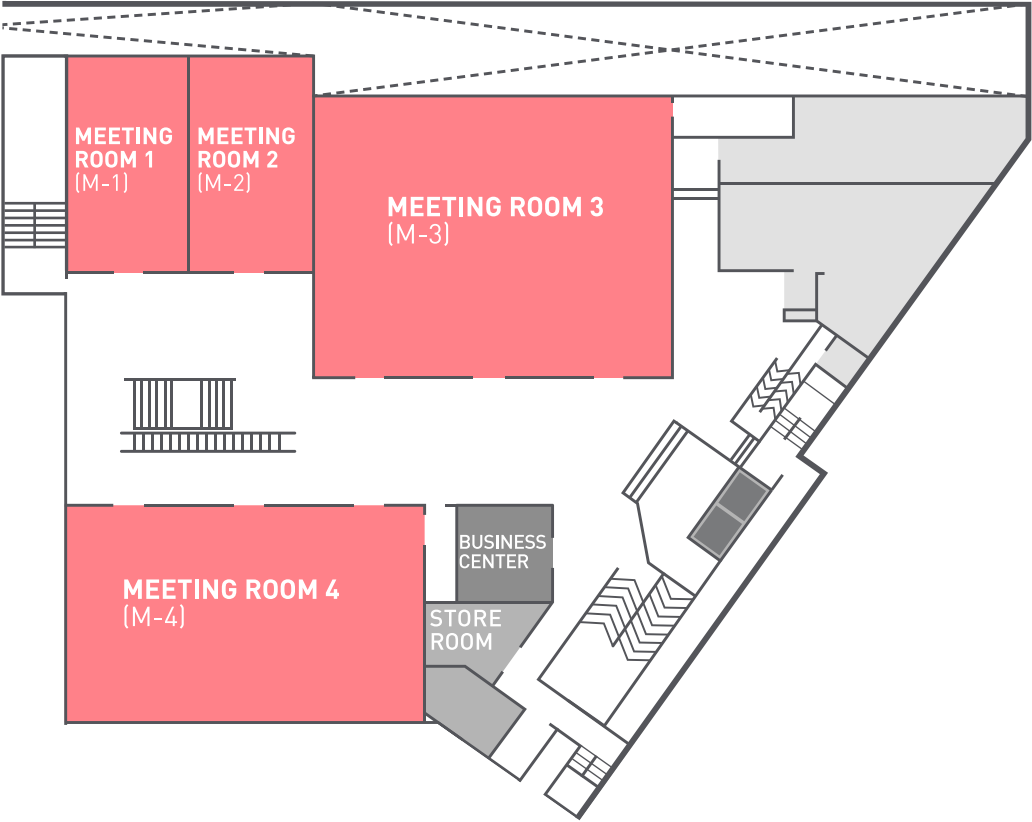 MEETING
ROOM 1
(M-1)
MEETING
ROOM 2
(M-2)
MEETING ROOM 3
(M-3)
MEETING ROOM 4
(M-4)
BUSINESS
CENTER
STORE
ROOM